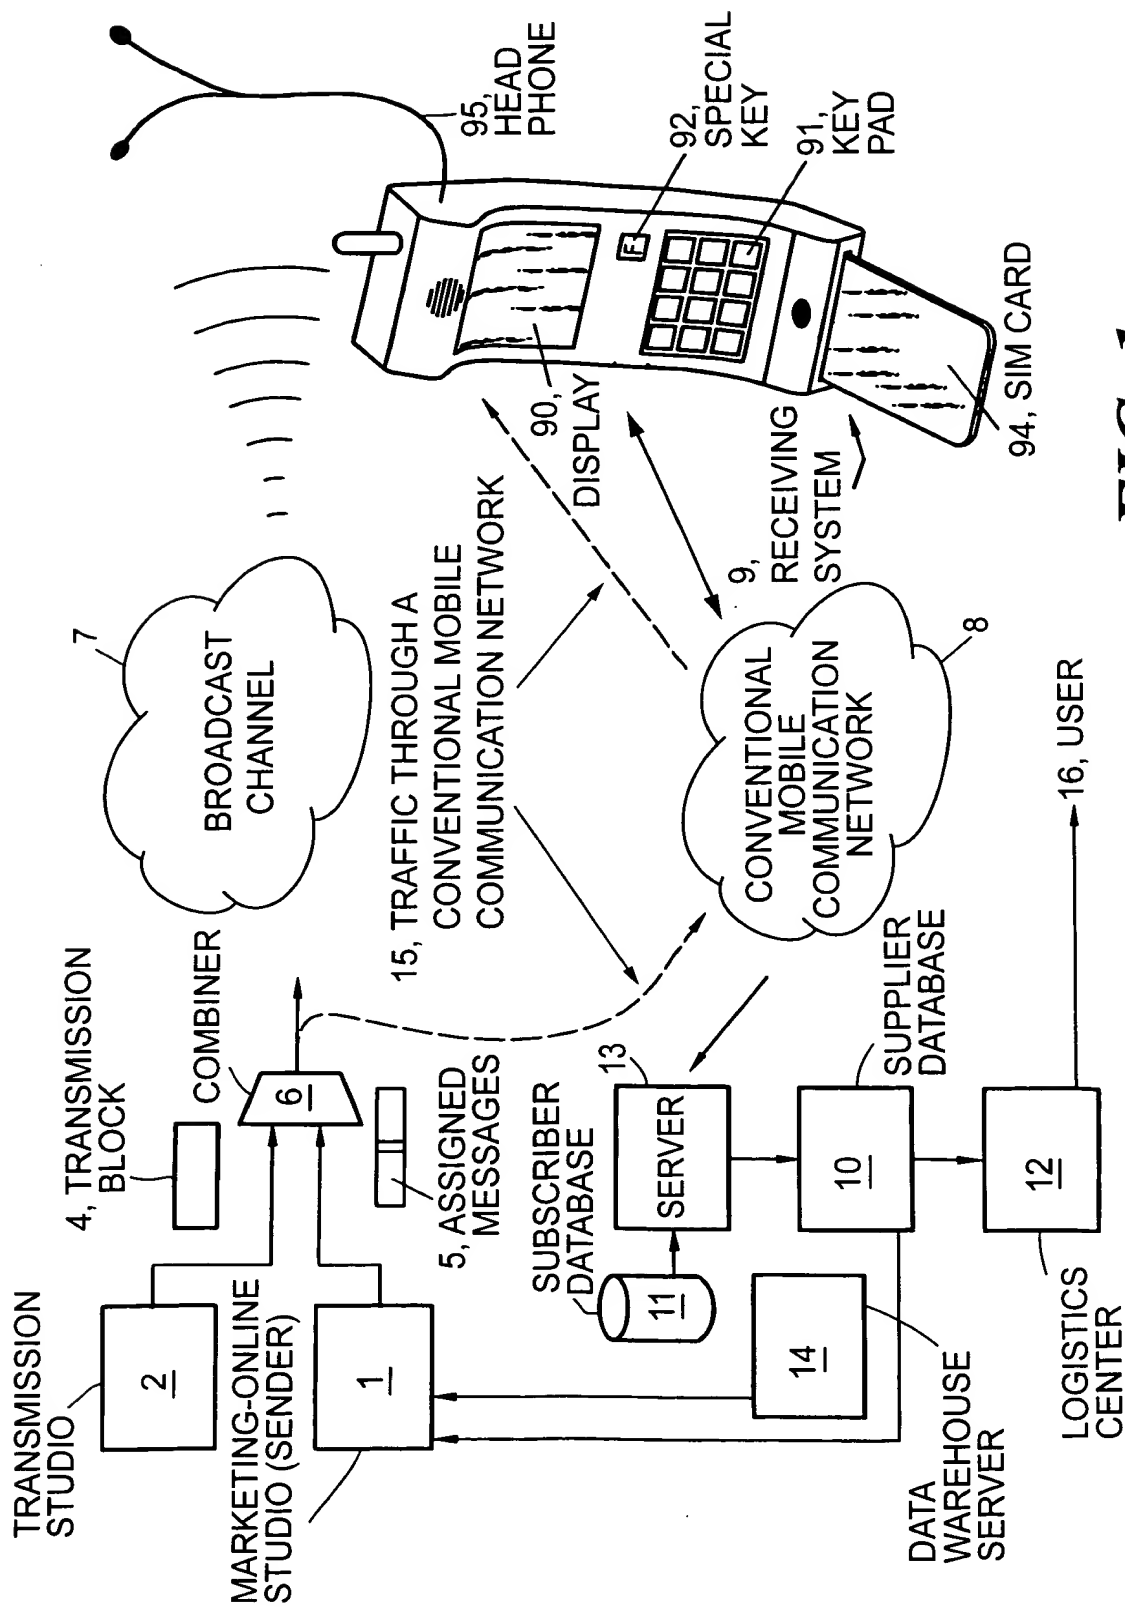 TRANSMISSION
STUDIO
2
4, TRANSMISSION
BLOCK
COMBINER
6
7
BROADCAST
CHANNEL
95,
HEAD
PHONE
MARKETING-ONLINE
STUDIO (SENDER)
1
5, ASSIGNED
MESSAGES
15, TRAFFIC THROUGH A
CONVENTIONAL MOBILE
COMMUNICATION NETWORK
90,
DISPLAY
F
92,
SPECIAL
KEY
91,
KEY
PAD
SUBSCRIBER
DATABASE
11
13
SERVER
CONVENTIONAL
MOBILE
COMMUNICATION
NETWORK
8
9,
RECEIVING
SYSTEM
94, SIM CARD
14
10
SUPPLIER
DATABASE
DATA
WAREHOUSE
SERVER
12
LOGISTICS
CENTER
16, USER